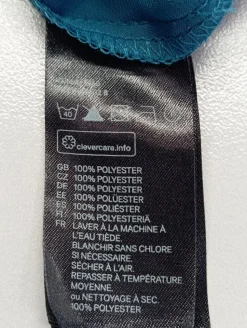 40
clevercare.info
GB 100% POLYESTER
CZ 100% POLYESTER
DE 100% POLYESTER
EE 100% POLÜESTER
ES 100% POLIÉSTER
FI 100% POLYESTERIÄ
FR LAVER À LA MACHINE À
L'EAU TIÈDE.
BLANCHIR SANS CHLORE
SI NÉCESSAIRE.
SÉCHER À L'AIR.
REPASSER À TEMPÉRATURE
MOYENNE.
ou NETTOYAGE À SEC.
100% POLYESTER